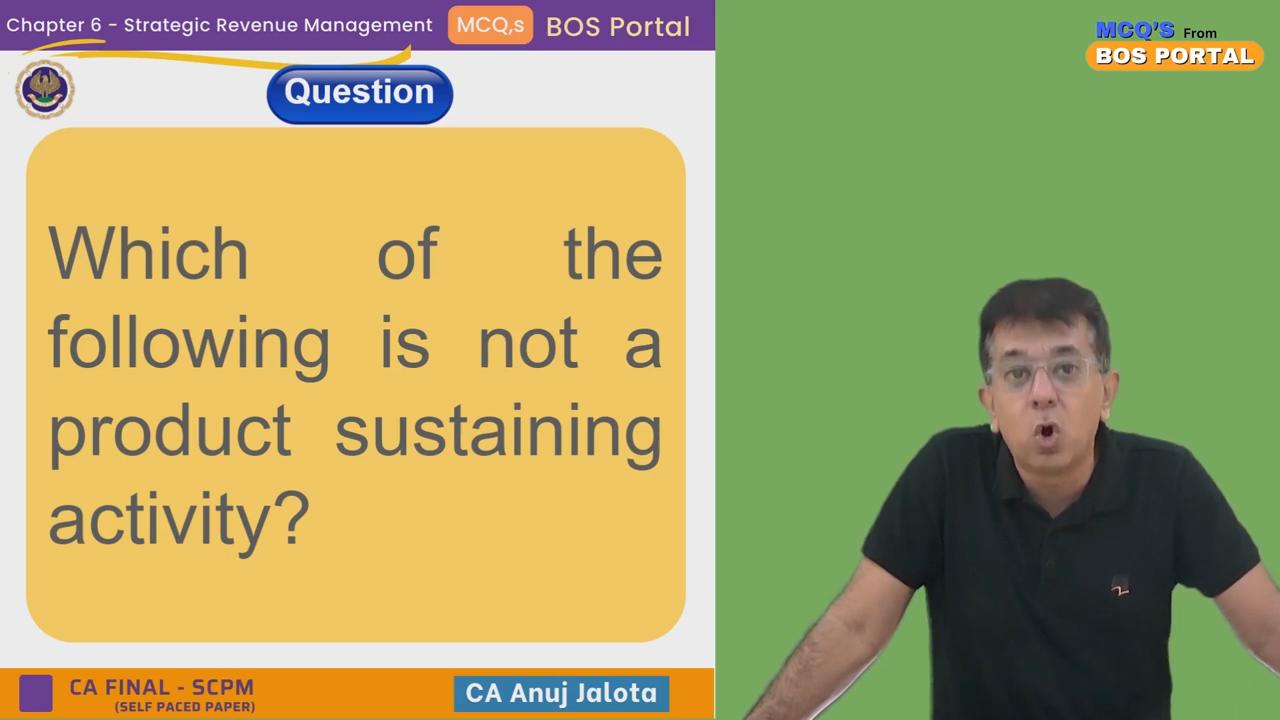 Chapter 6 - Strategic Revenue Management MCQ,s BOS Portal
MCQ'S From
BOS PORTAL
Question
Which of the
following is not a
product sustaining
activity?
CA FINAL - SCPM
(SELF PACED PAPER)
CA Anuj Jalota